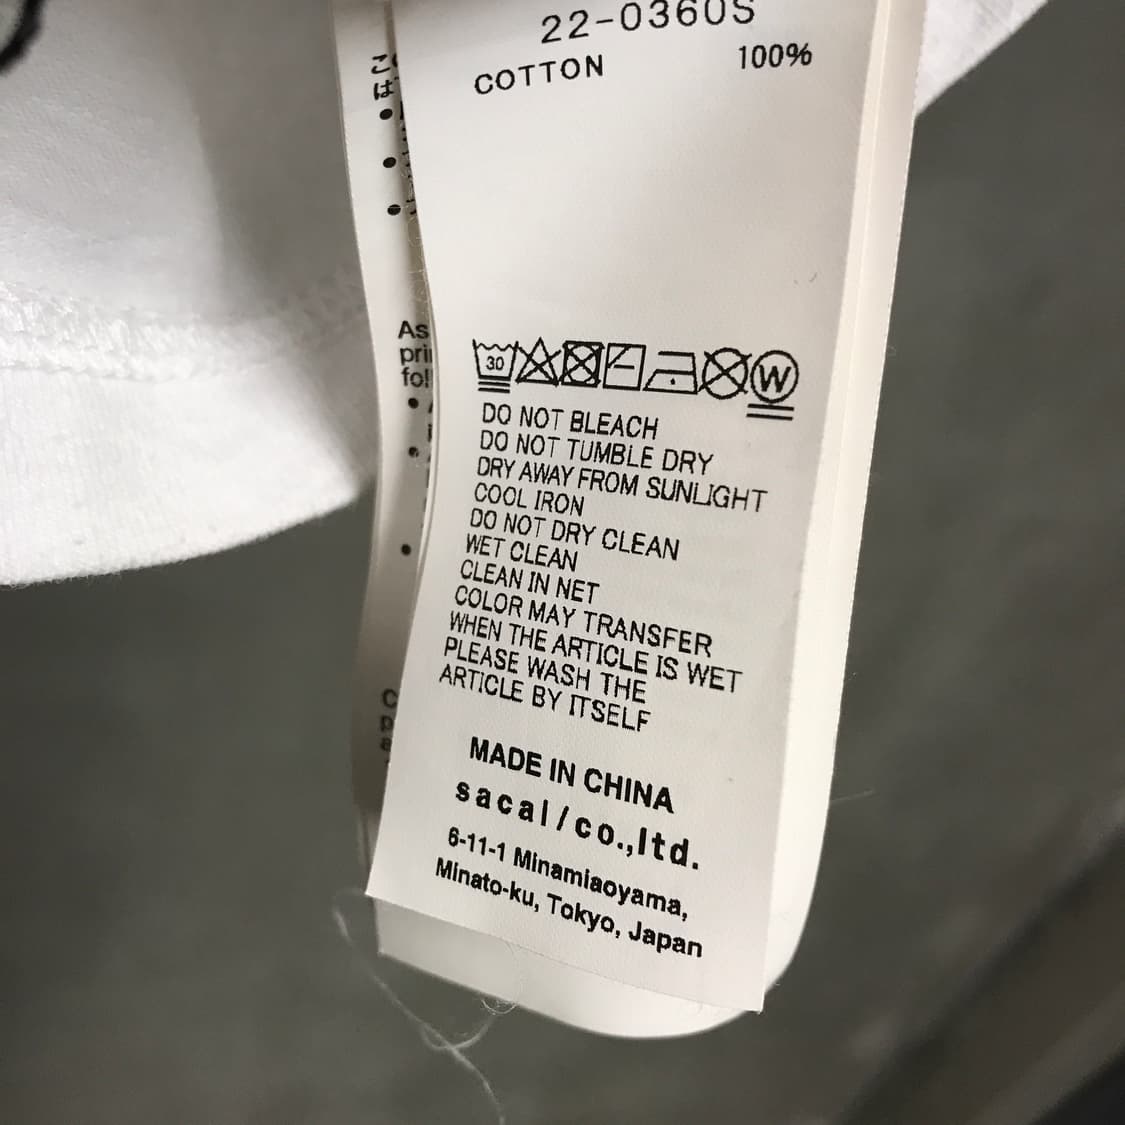 22-0360S
COTTON 100%
30
W
DO NOT BLEACH
DO NOT TUMBLE DRY
DRY AWAY FROM SUNLIGHT
COOL IRON
DO NOT DRY CLEAN
WET CLEAN
CLEAN IN NET
COLOR MAY TRANSFER
WHEN THE ARTICLE IS WET
PLEASE WASH THE
ARTICLE BY ITSELF
MADE IN CHINA
sacai/co.,ltd.
6-11-1 Minamiaoyama,
Minato-ku, Tokyo, Japan
As